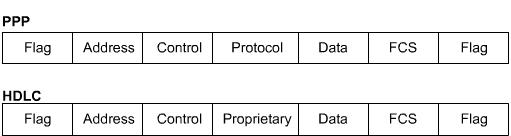 PPP
Flag Address Control Protocol Data FCS Flag
HDLC
Flag Address Control Proprietary Data FCS Flag